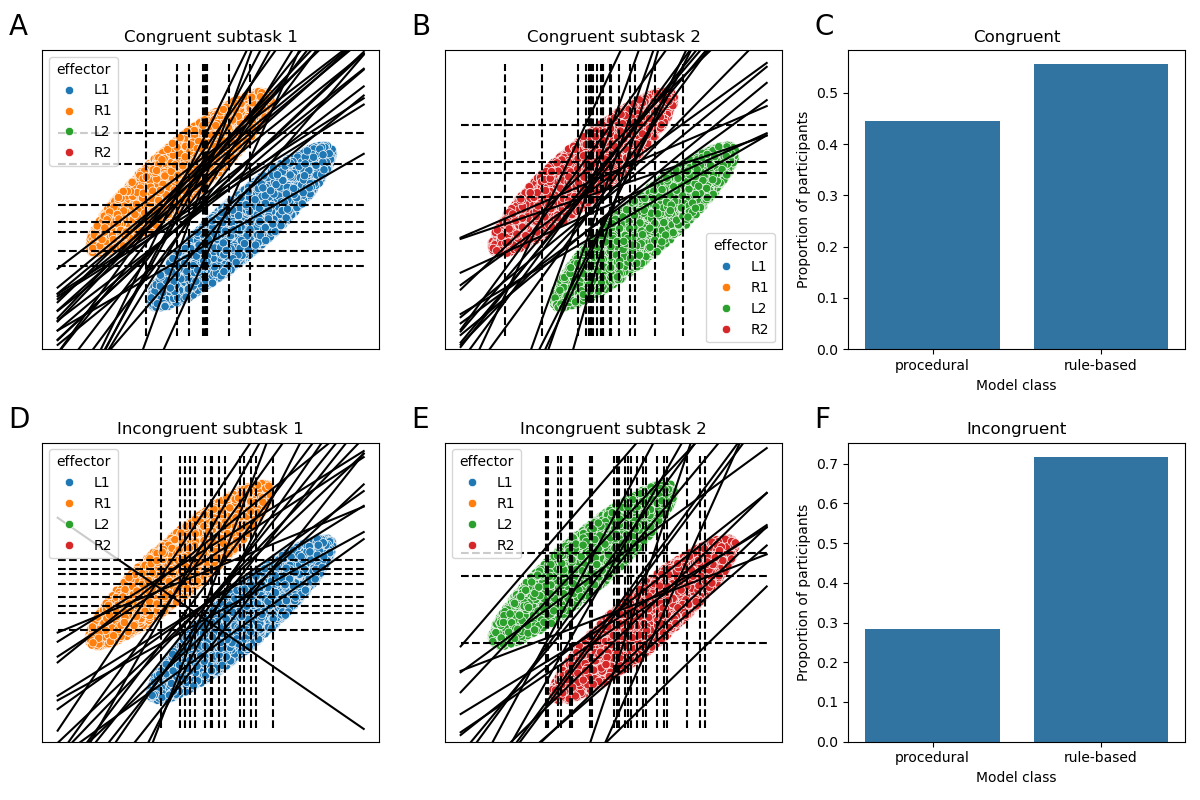 A
Congruent subtask 1
effector
L1
R1
L2
R2
B
Congruent subtask 2
effector
L1
R1
L2
R2
C
Congruent
Proportion of participants
0.5
0.4
0.3
0.2
0.1
0.0
procedural
rule-based
Model class
D
Incongruent subtask 1
effector
L1
R1
L2
R2
E
Incongruent subtask 2
effector
L1
R1
L2
R2
F
Incongruent
Proportion of participants
0.7
0.6
0.5
0.4
0.3
0.2
0.1
0.0
procedural
rule-based
Model class